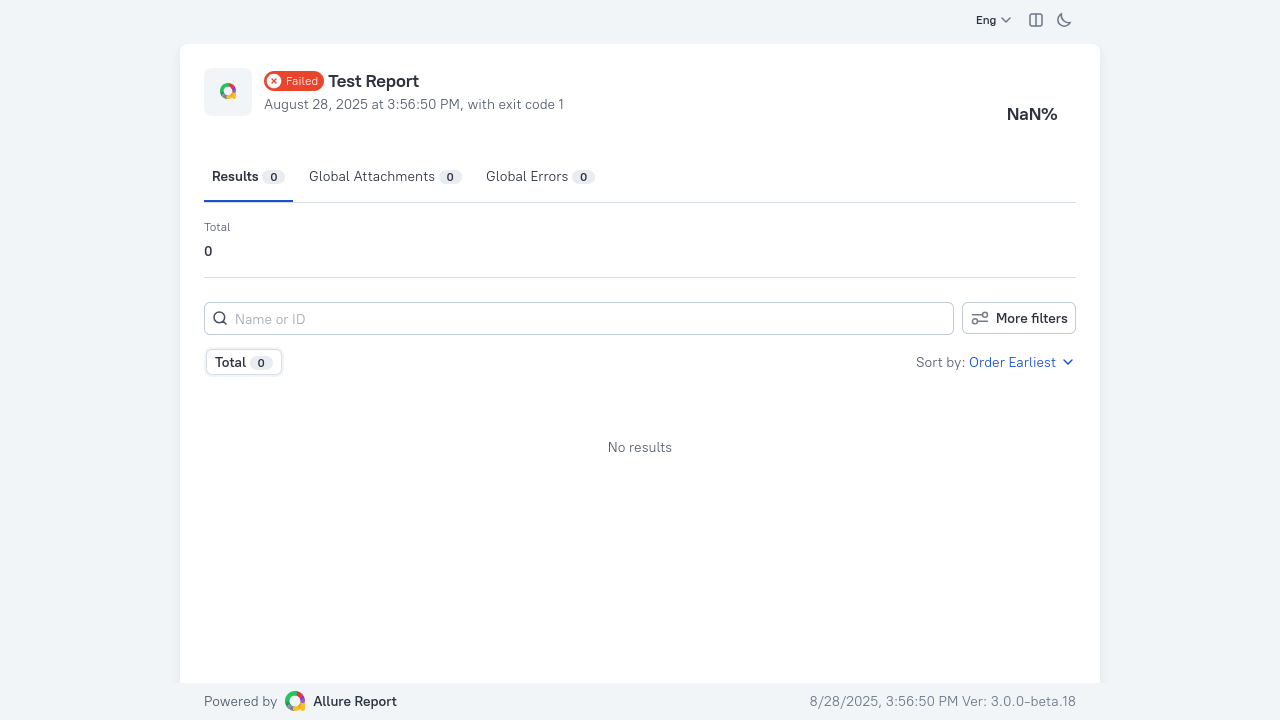 Eng
Failed Test Report
August 28, 2025 at 3:56:50 PM, with exit code 1
NaN%
Results 0 Global Attachments 0 Global Errors 0
Total
0
Name or ID More filters
Total 0 Sort by: Order Earliest
No results
Powered by Allure Report 8/28/2025, 3:56:50 PM Ver: 3.0.0-beta.18